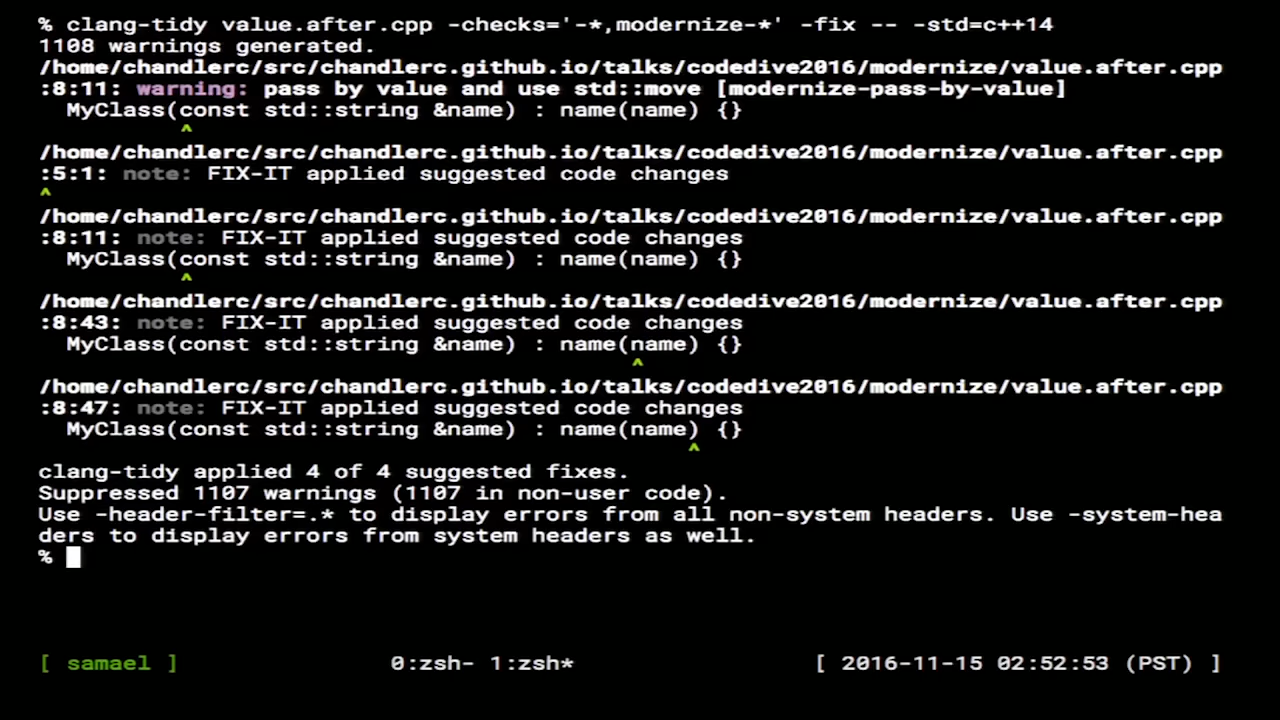 % clang-tidy value.after.cpp -checks='-*,modernize-*' -fix -- -std=c++14
1108 warnings generated.
/home/chandlerc/src/chandlerc.github.io/talks/codedive2016/modernize/value.after.cpp
:8:11: warning: pass by value and use std::move [modernize-pass-by-value]
  MyClass(const std::string &name) : name(name) {}
          ^
/home/chandlerc/src/chandlerc.github.io/talks/codedive2016/modernize/value.after.cpp
:5:1: note: FIX-IT applied suggested code changes
^
/home/chandlerc/src/chandlerc.github.io/talks/codedive2016/modernize/value.after.cpp
:8:11: note: FIX-IT applied suggested code changes
  MyClass(const std::string &name) : name(name) {}
          ^
/home/chandlerc/src/chandlerc.github.io/talks/codedive2016/modernize/value.after.cpp
:8:43: note: FIX-IT applied suggested code changes
  MyClass(const std::string &name) : name(name) {}
                                          ^
/home/chandlerc/src/chandlerc.github.io/talks/codedive2016/modernize/value.after.cpp
:8:47: note: FIX-IT applied suggested code changes
  MyClass(const std::string &name) : name(name) {}
                                              ^
clang-tidy applied 4 of 4 suggested fixes.
Suppressed 1107 warnings (1107 in non-user code).
Use -header-filter=.* to display errors from all non-system headers. Use -system-hea
ders to display errors from system headers as well.
%
[ samael ] 0:zsh- 1:zsh* [ 2016-11-15 02:52:53 (PST) ]